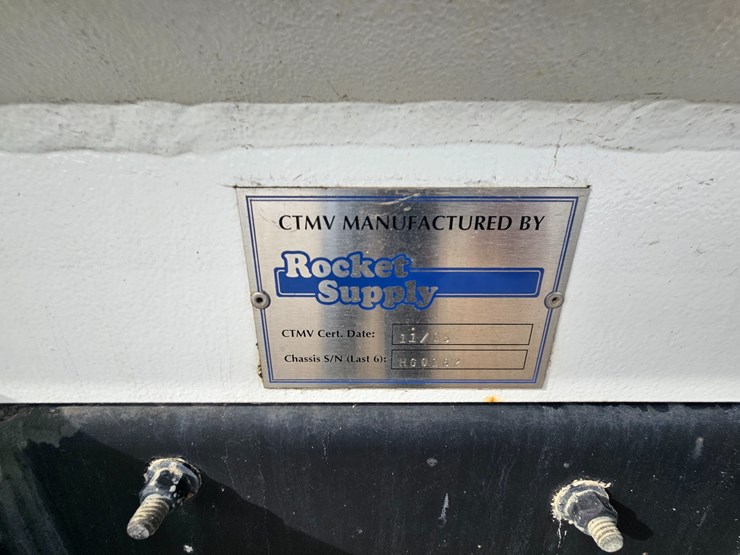 CTMV MANUFACTURED BY
Rocket
Supply
CTMV Cert. Date:
Chassis S/N (Last 6):